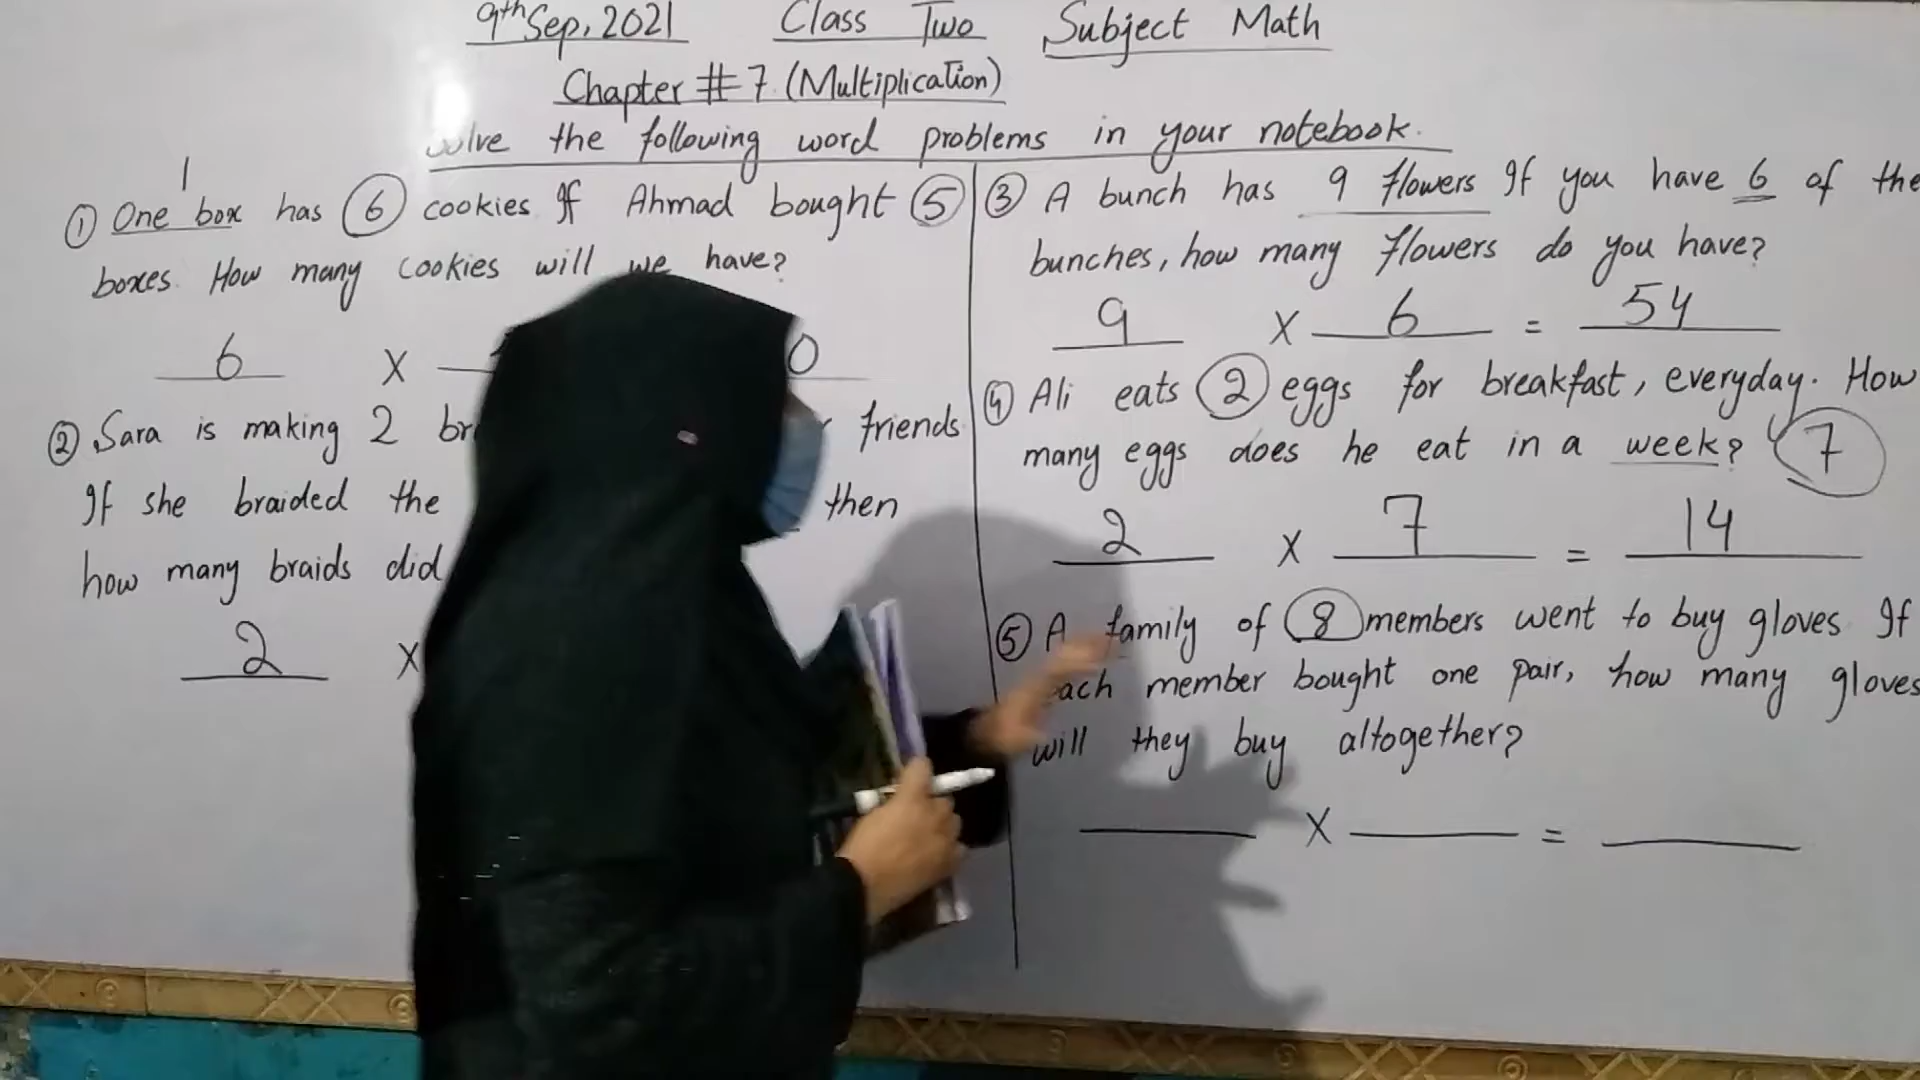 9th Sep, 2021 Class Two Subject Math
Chapter # 7 (Multiplication)
the following word problems in your notebook.
1
① One box has 6 cookies If Ahmad bought 5
boxes. How many cookies will we have?
6 X 0
② Sara is making 2 friends
If she braided the then
how many braids did
2 X
③ A bunch has 9 flowers If you have 6 of the
bunches, how many flowers do you have?
9 X 6 = 54
④ Ali eats 2 eggs for breakfast, everyday. How
many eggs does he eat in a week? 7
2 X 7 = 14
⑤ A family of 8 members went to buy gloves If
each member bought one pair, how many gloves
will they buy altogether?
X =